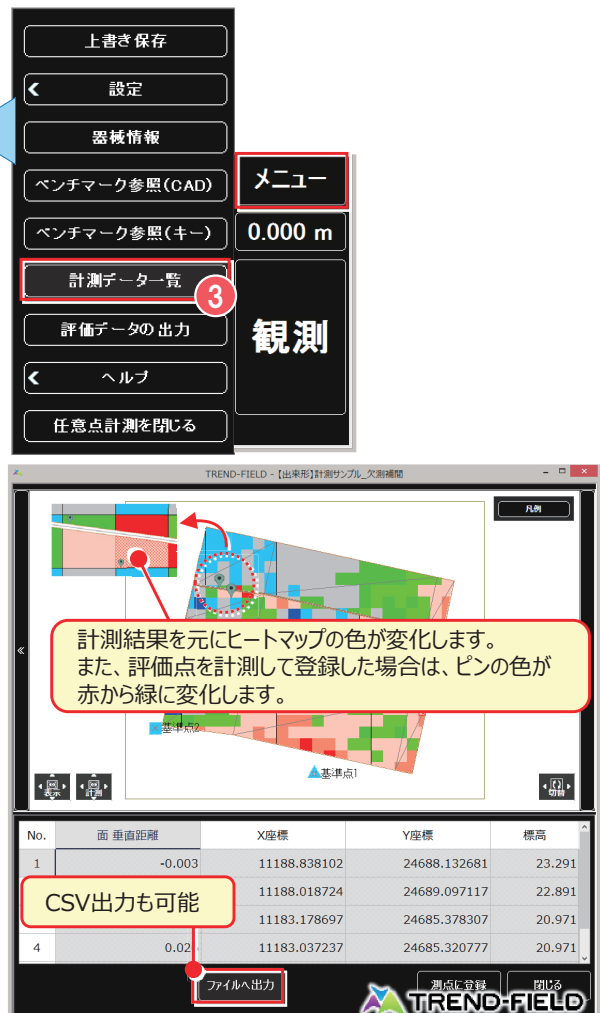 上書き保存
設定
器械情報
ベンチマーク参照(CAD)
メニュー
ベンチマーク参照(キー)
0.000 m
計測データ一覧
3
評価データの出力
観測
ヘルプ
任意点計測を閉じる
TREND-FIELD - 【出来形】計測サンプル_欠測補間
凡例
計測結果を元にヒートマップの色が変化します。
また、評価点を計測して登録した場合は、ピンの色が
赤から緑に変化します。
基準点2
基準点1
表示
計測
切替
No. 面 垂直距離 X座標 Y座標 標高
1 -0.003 11188.838102 24688.132681 23.291
11188.018724 24689.097117 22.891
CSV出力も可能
11183.178697 24685.378307 20.971
4 0.02 11183.037237 24685.320777 20.971
ファイルへ出力
測点に登録
閉じる
TREND-FIELD